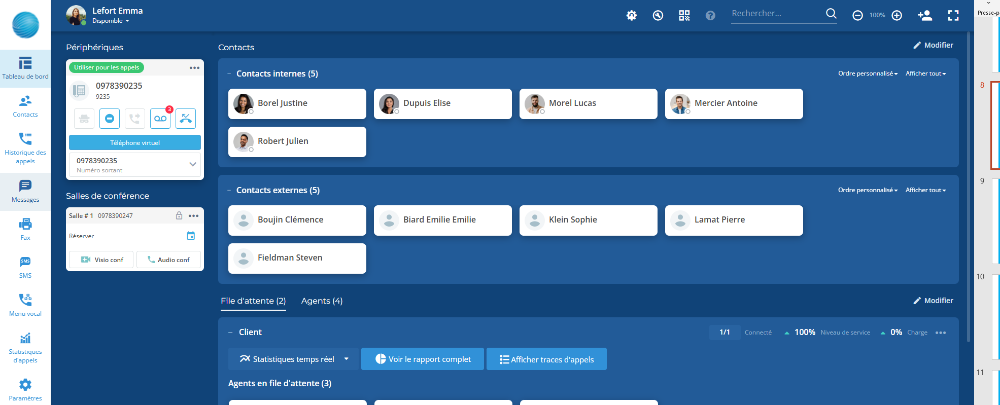 Lefort Emma
Disponible
Rechercher...
100%
Presse-p
Tableau de bord
Contacts
Historique des
appels
Messages
Fax
SMS
SMS
Menu vocal
Statistiques
d'appels
Paramètres
Périphériques
Utiliser pour les appels
0978390235
9235
3
Téléphone virtuel
0978390235
Numéro sortant
Salles de conférence
Salle # 1 0978390247
Réserver
Visio conf Audio conf
Contacts
Modifier
Contacts internes (5)
Ordre personnalisé Afficher tout
Borel Justine
Dupuis Elise
Morel Lucas
Mercier Antoine
Robert Julien
Contacts externes (5)
Ordre personnalisé Afficher tout
Boujin Clémence
Biard Emilie Emilie
Klein Sophie
Lamat Pierre
Fieldman Steven
File d'attente (2) Agents (4)
Modifier
Client
1/1 Connecté 100% Niveau de service 0% Charge
Statistiques temps réel
Voir le rapport complet
Afficher traces d'appels
Agents en file d'attente (3)
8
9
10
11